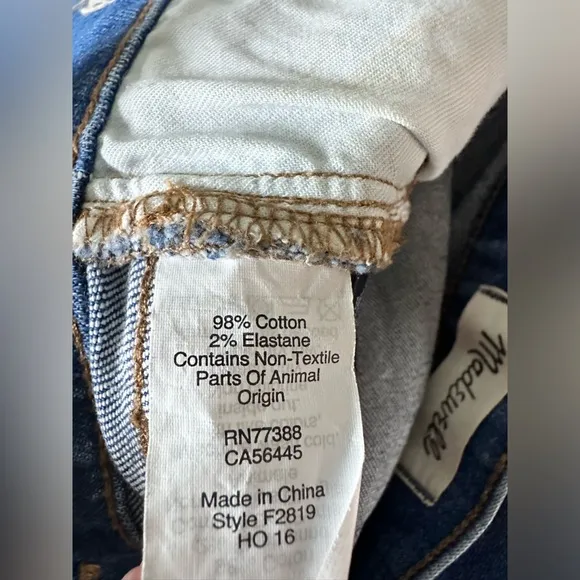 98% Cotton
2% Elastane
Contains Non-Textile
Parts Of Animal
Origin
RN77388
CA56445
Made in China
Style F2819
HO 16
Madewell